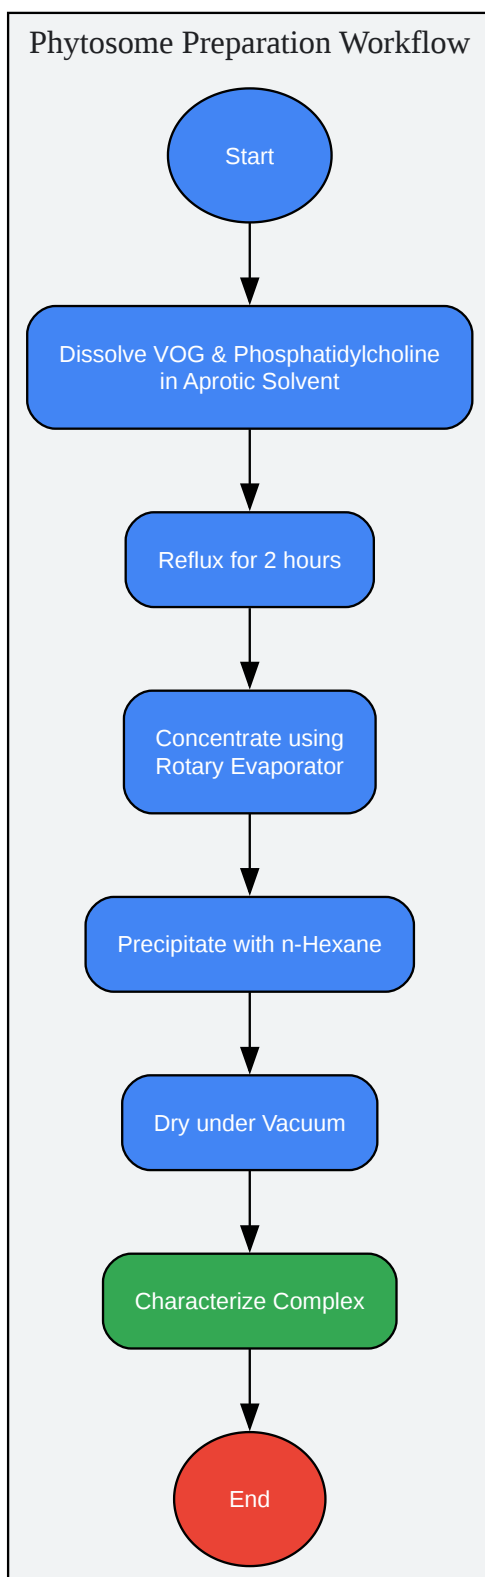 Phytosome Preparation Workflow
Start
Dissolve VOG & Phosphatidylcholine
in Aprotic Solvent
Reflux for 2 hours
Concentrate using
Rotary Evaporator
Precipitate with n-Hexane
Dry under Vacuum
Characterize Complex
End